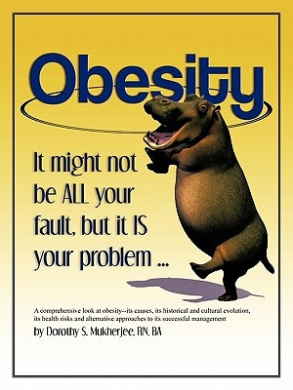 Obesity
It might not
be ALL your
fault, but it IS
your problem ...
A comprehensive look at obesity--its causes, its historical and cultural evolution,
its health risks and alternative approaches to its successful management
by Dorothy S. Mukherjee, RN, BA